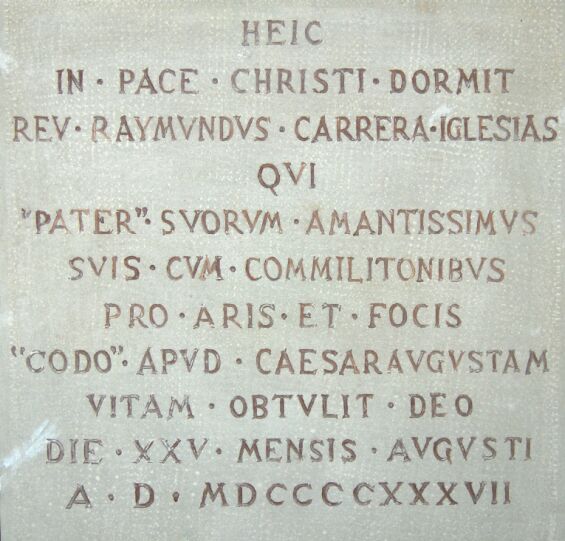 HEIC
IN · PACE · CHRISTI · DORMIT
REV · RAYMVNDVS · CARRERA · IGLESIAS
QVI
"PATER" · SVORVM · AMANTISSIMVS
SVIS · CVM · COMMILITONIBVS
PRO · ARIS · ET · FOCIS
"CODO" · APVD · CAESARAVGVSTAM
VITAM · OBTVLIT · DEO
DIE · XXV · MENSIS · AVGVSTI
A · D · MDCCCCXXXVII